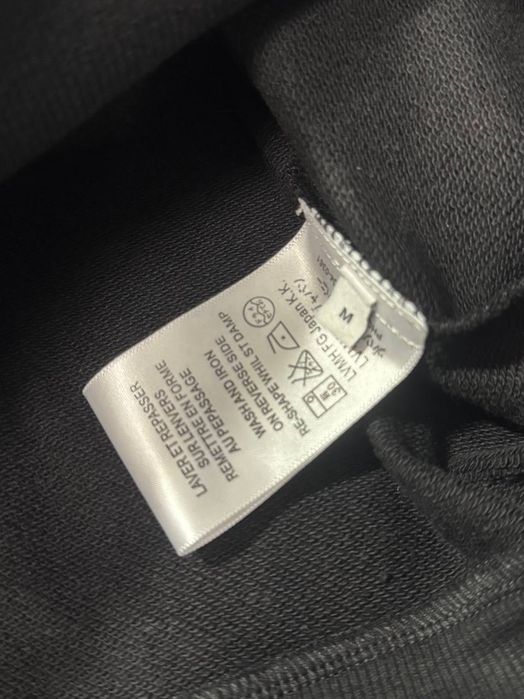 M
LVMH FG Japan K.K.
30
WASH AND IRON
ON REVERSE SIDE
RE-SHAPE WHILST DAMP
LAVER ET REPASSER
SUR L'ENVERS
REMETTRE EN FORME
AU REPASSAGE